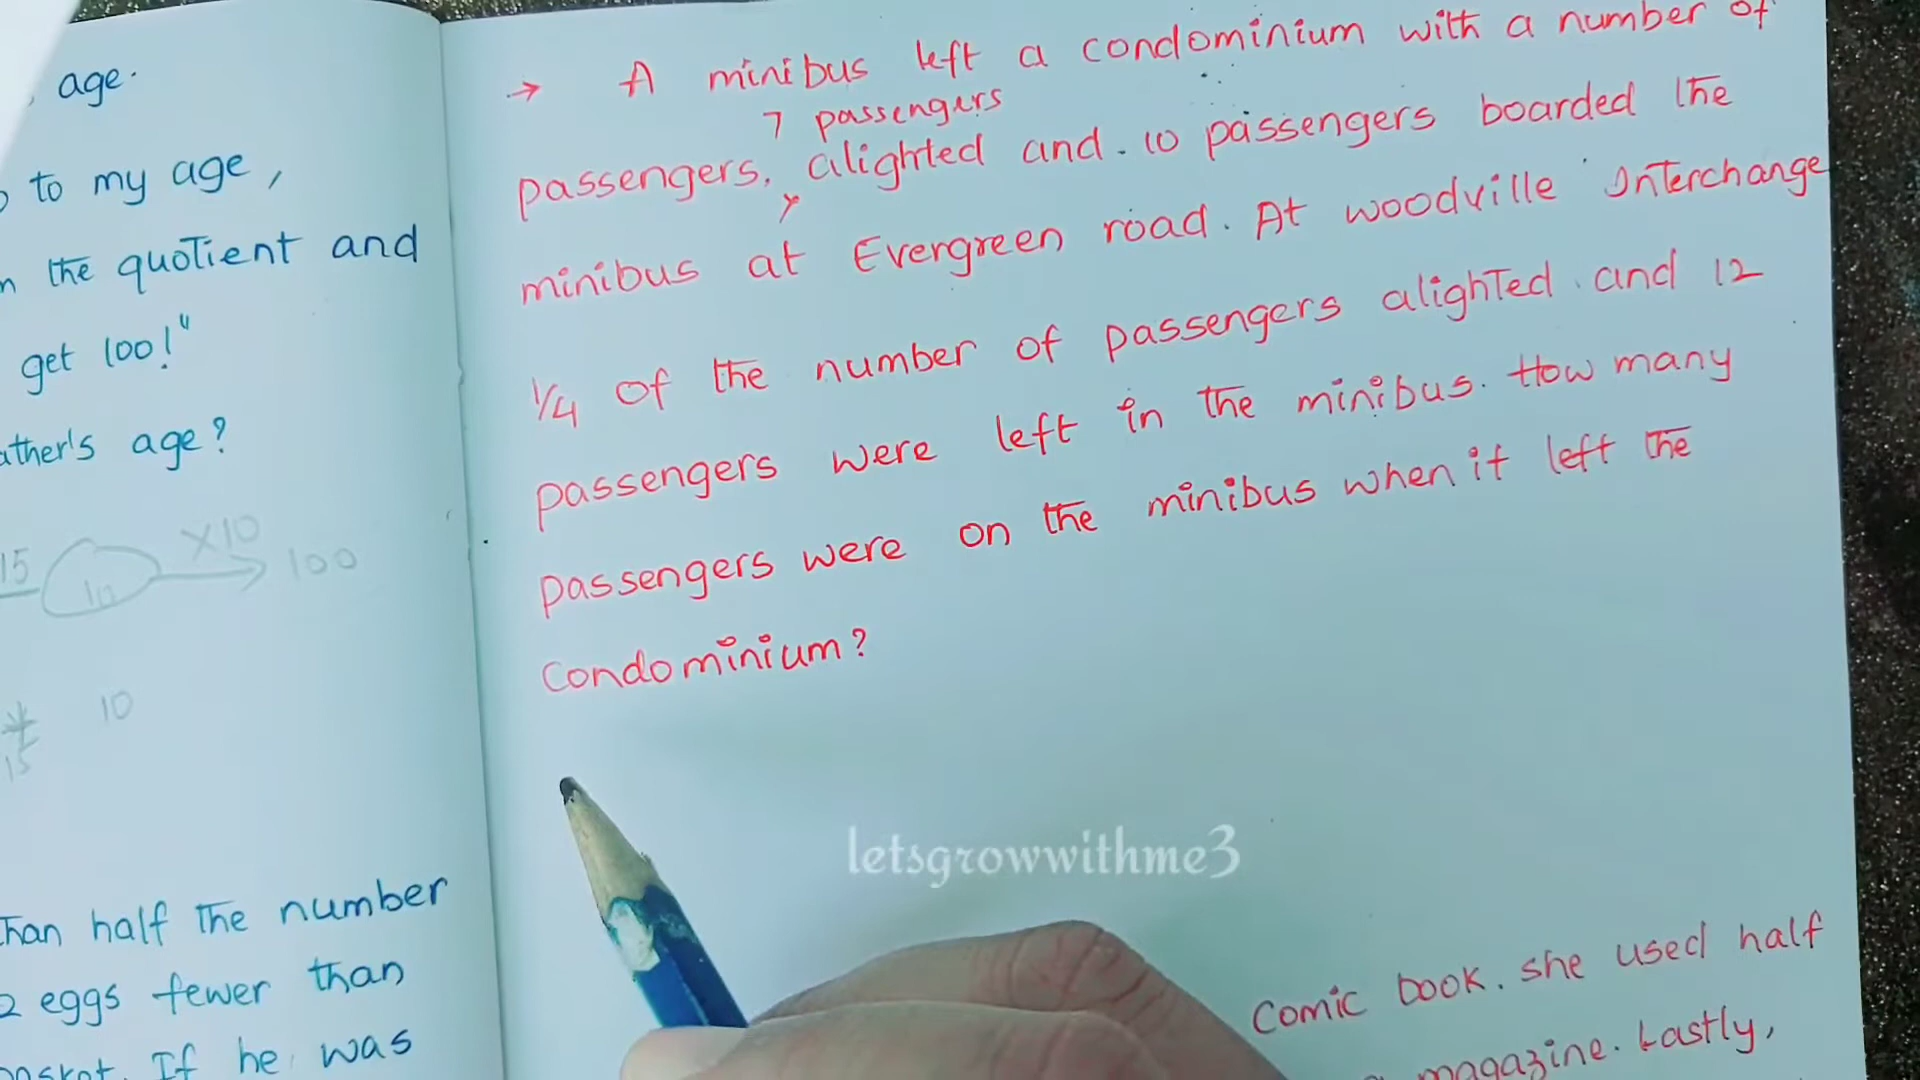 age.
to my age,
the quotient and
get 100!"
age?
15 10 ×10 100
10
15
than half the number
2 eggs fewer than
If he was
→ A minibus left a condominium with a number of
7 passengers
passengers, alighted and 10 passengers boarded the
minibus at Evergreen road. At woodville Interchange
1/4 of the number of passengers alighted and 12
passengers were left in the minibus. How many
passengers were on the minibus when it left the
Condominium?
letsgrowwithme3
Comic book. She used half
magazine. Lastly,